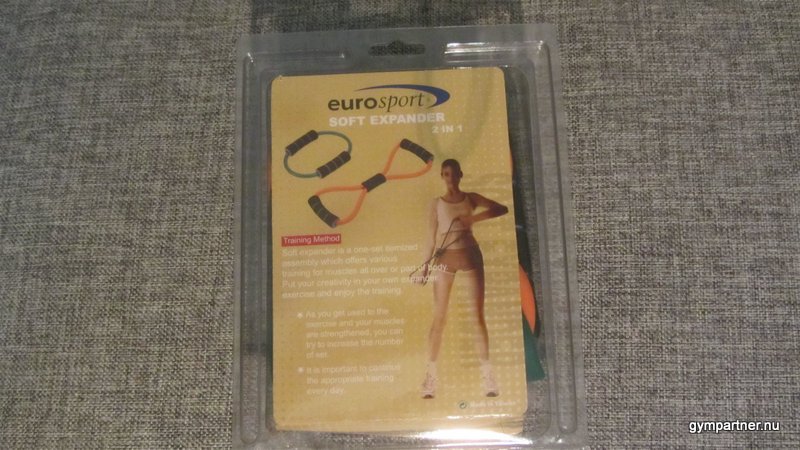 eurosport
SOFT EXPANDER
2 IN 1
Training Method
Soft expander is a one-set itemized
assembly which offers various
training for muscles all over or part of body.
Put your creativity in your own expander
exercise and enjoy the training.
As you get used to the
exercise and your muscles
are strengthened, you can
try to increase the number
of set.
It is important to continue
the appropriate training
every day.
Made in
gympartner.nu